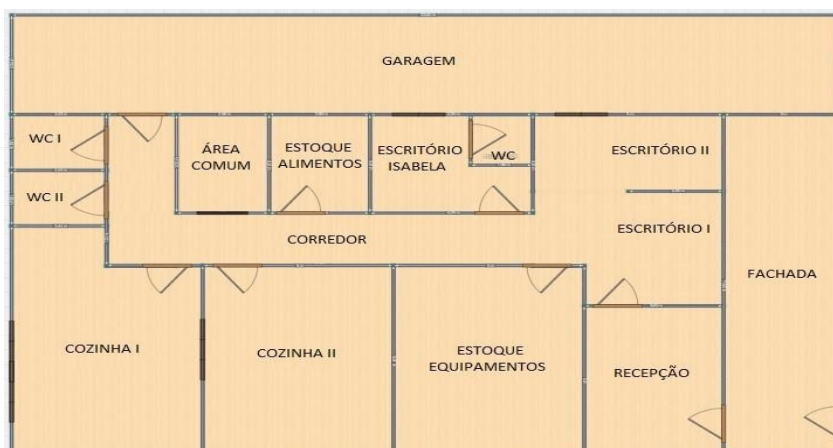 GARAGEM
WC I
ÁREA
COMUM
ESTOQUE
ALIMENTOS
ESCRITÓRIO
ISABELA
WC
ESCRITÓRIO II
WC II
ESCRITÓRIO I
CORREDOR
FACHADA
COZINHA I
COZINHA II
ESTOQUE
EQUIPAMENTOS
RECEPÇÃO